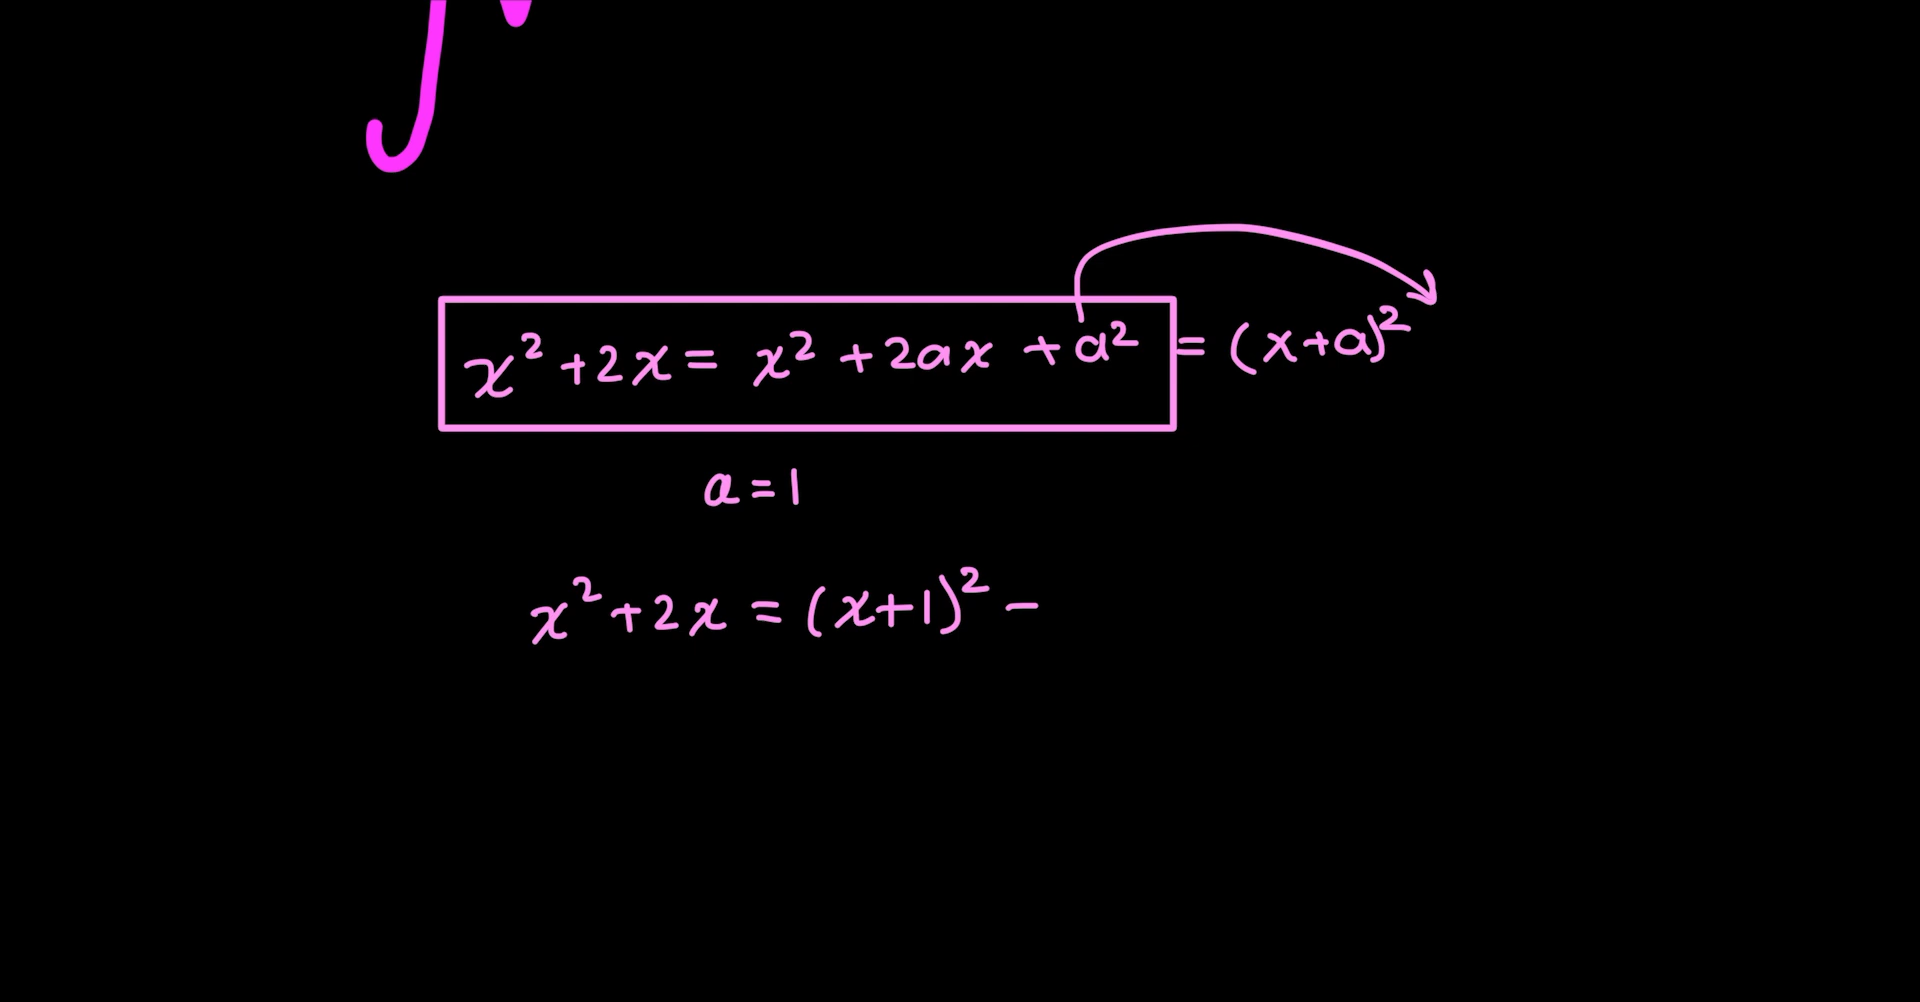 ∫
x² + 2x = x² + 2ax + a² = (x+a)²
a = 1
x² + 2x = (x+1)² −